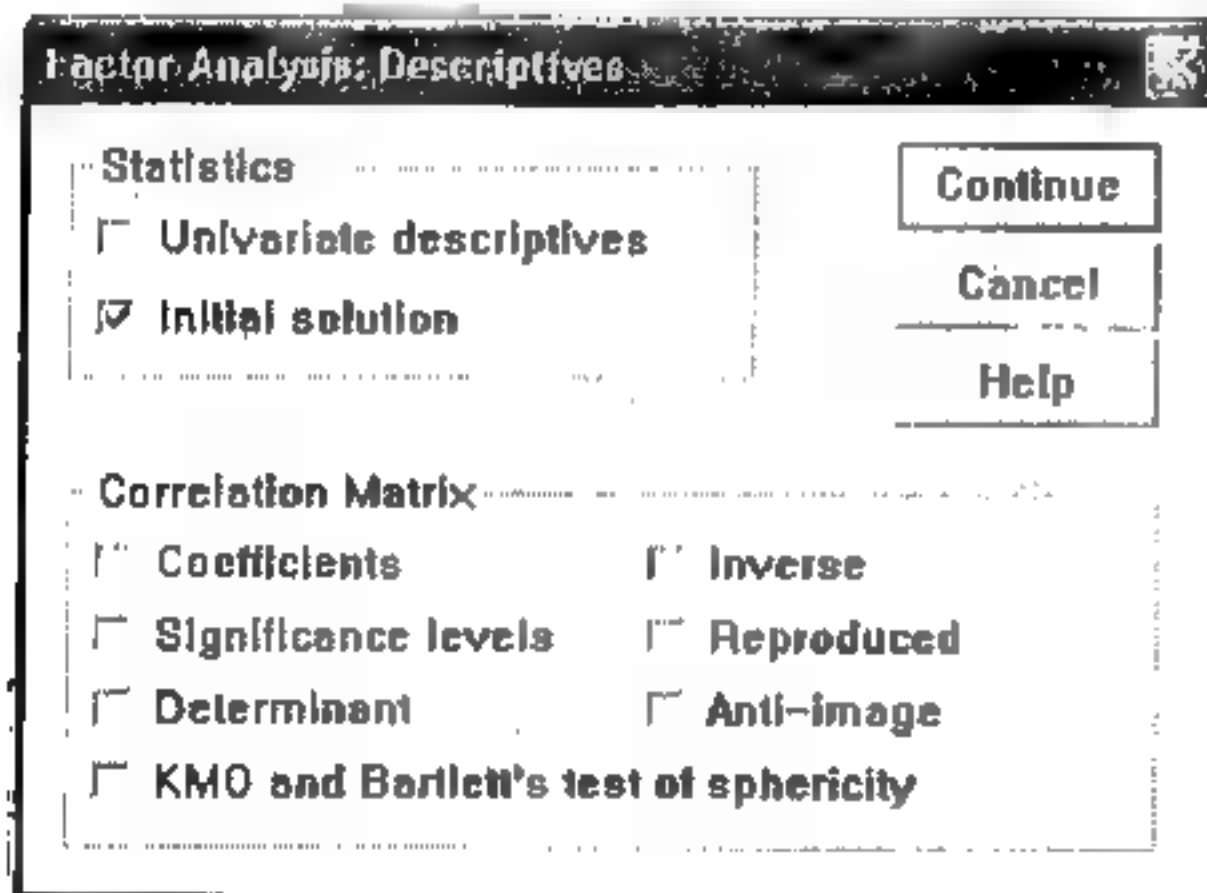 Factor Analysis: Descriptives
Statistics
Univariate descriptives
Initial solution
Continue
Cancel
Help
Correlation Matrix
Coefficients
Inverse
Significance levels
Reproduced
Determinant
Anti-image
KMO and Bartlett's test of sphericity